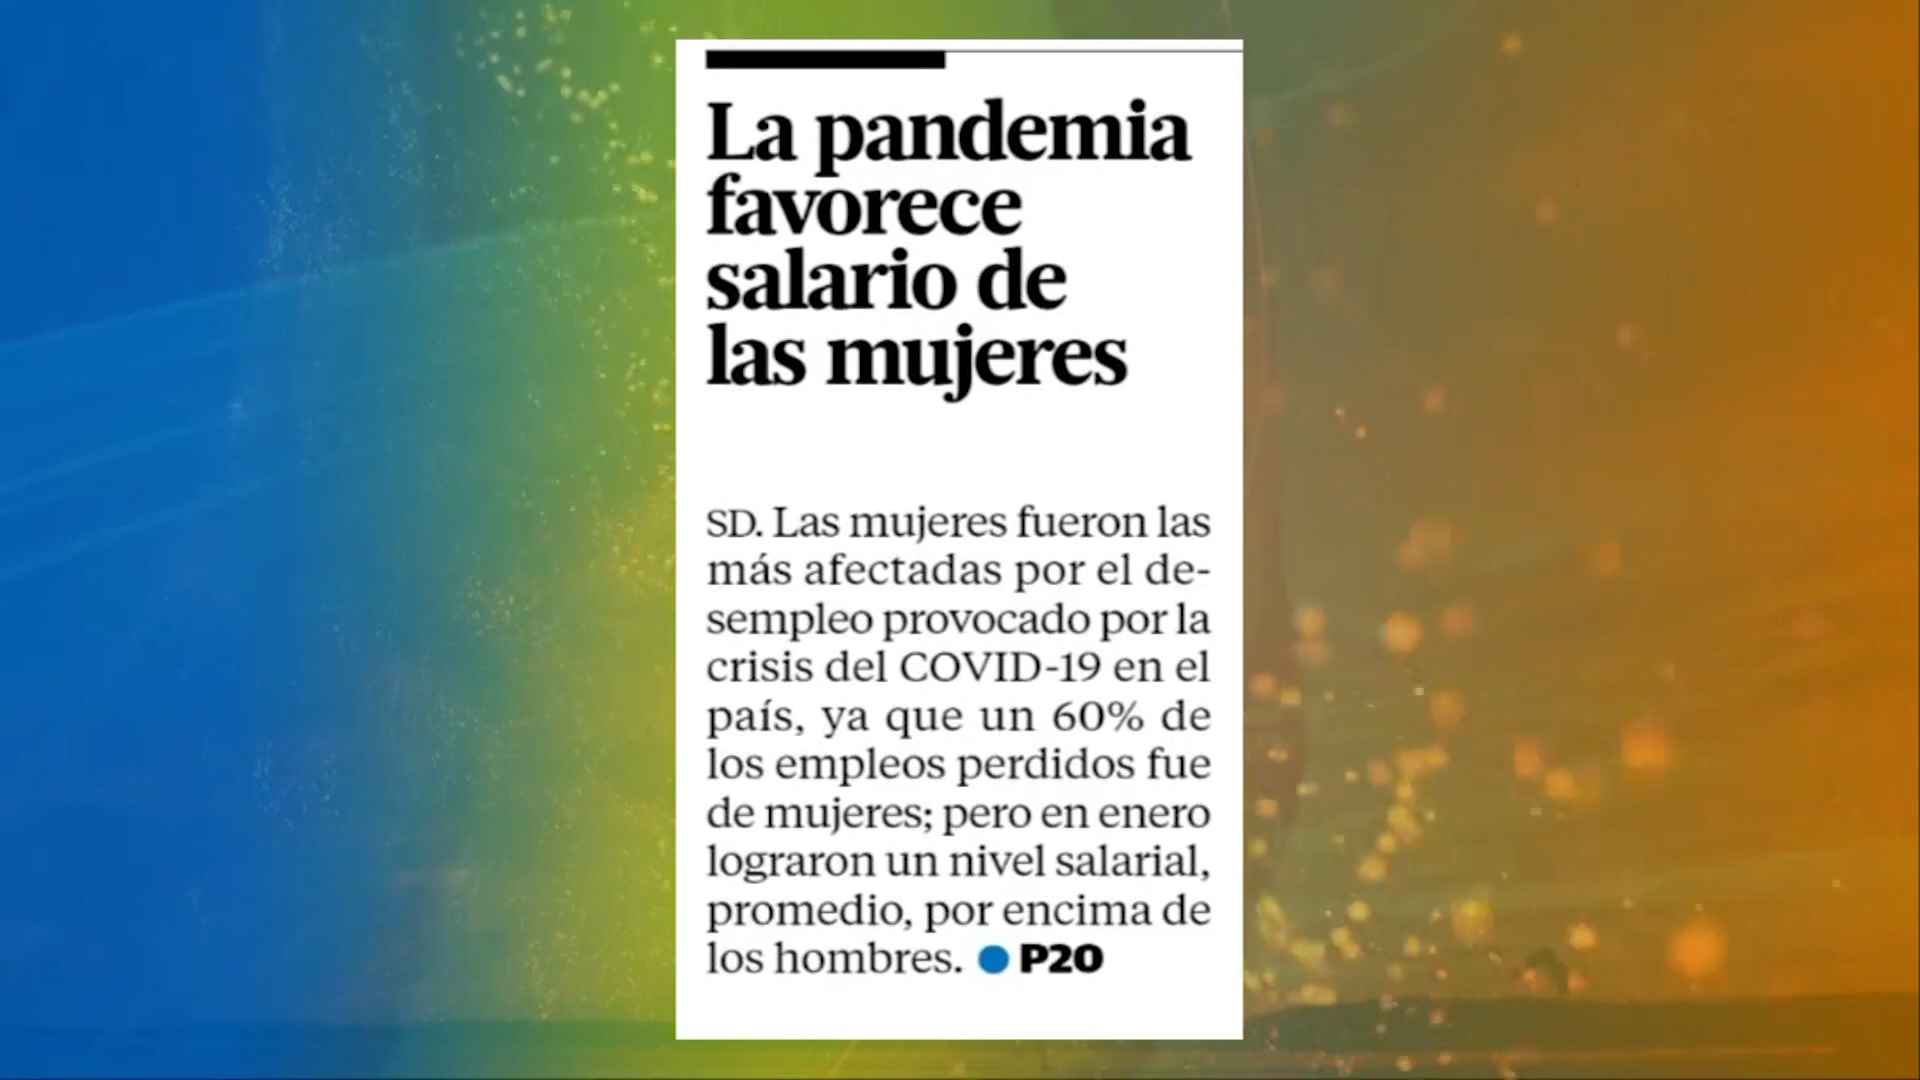 La pandemia
favorece
salario de
las mujeres
SD. Las mujeres fueron las
más afectadas por el de-
sempleo provocado por la
crisis del COVID-19 en el
país, ya que un 60% de
los empleos perdidos fue
de mujeres; pero en enero
lograron un nivel salarial,
promedio, por encima de
los hombres. ● P20